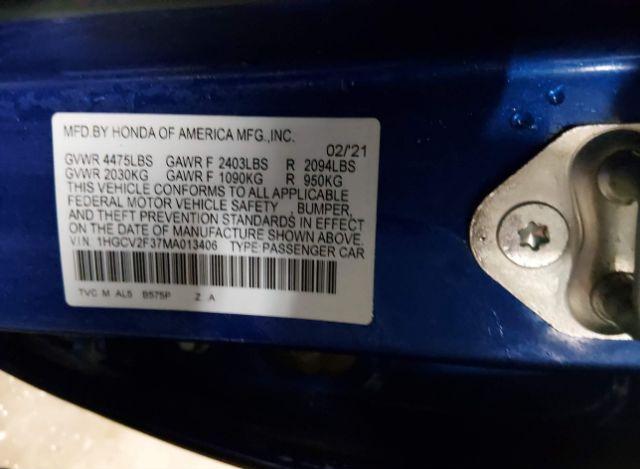 MFD.BY HONDA OF AMERICA MFG.,INC.
02/'21
GVWR 4475LBS GAWR F 2403LBS R 2094LBS
GVWR 2030KG GAWR F 1090KG R 950KG
THIS VEHICLE CONFORMS TO ALL APPLICABLE
FEDERAL MOTOR VEHICLE SAFETY, BUMPER,
AND THEFT PREVENTION STANDARDS IN EFFECT
ON THE DATE OF MANUFACTURE SHOWN ABOVE.
VIN: 1HGCV2F37MA013406 TYPE:PASSENGER CAR
TVC M AL5 B575P Z A